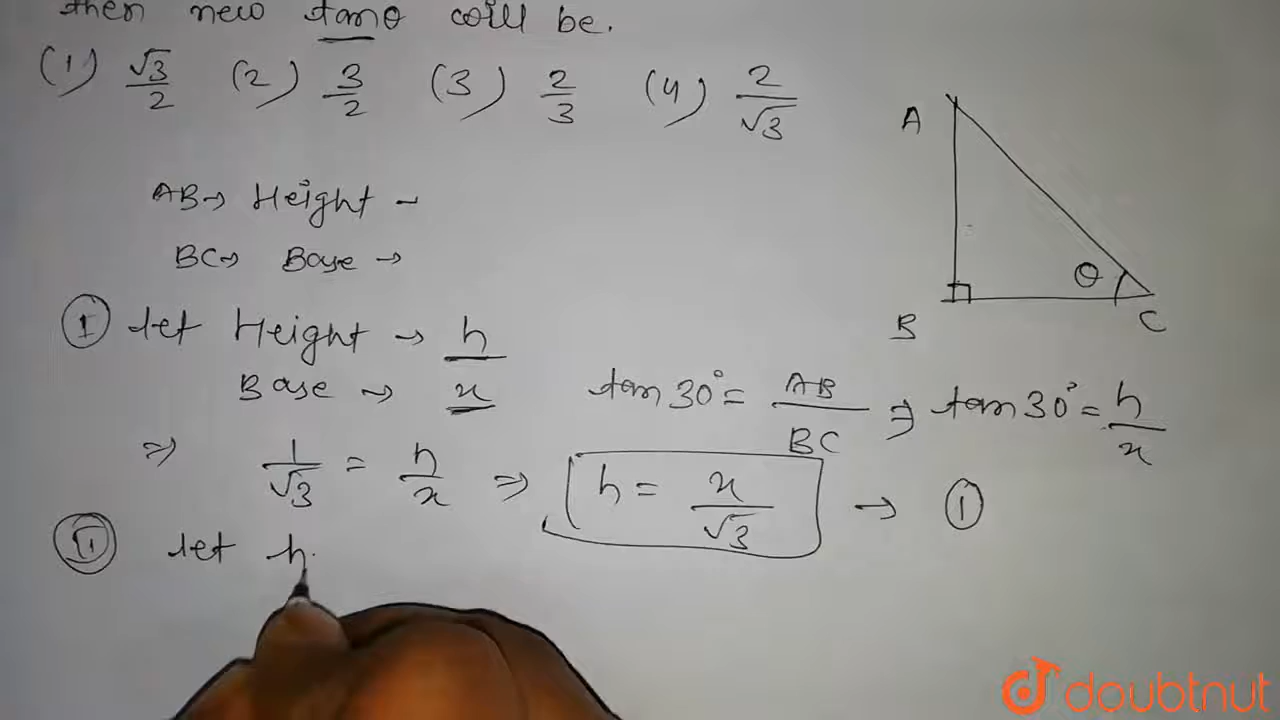 then new tanθ will be.
(1) √3/2 (2) 3/2 (3) 2/3 (4) 2/√3
AB→ Height -
BC→ Base →
A
B
C
θ
(I) let Height → h
Base → x
tan 30° = AB/BC ⇒ tan 30° = h/x
⇒ 1/√3 = h/x ⇒ h = x/√3 → (1)
(II) let h
doubtnut